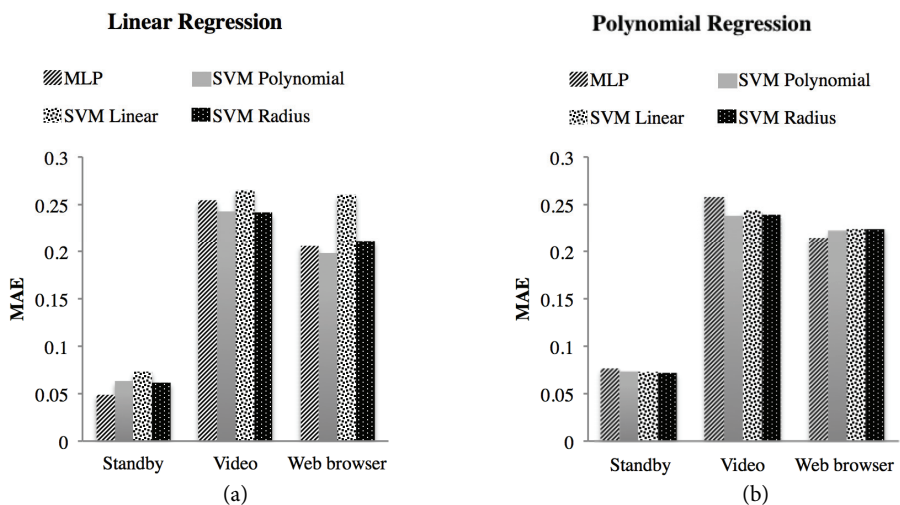 Linear Regression
MLP
SVM Polynomial
SVM Linear
SVM Radius
0.3
0.25
0.2
0.15
0.1
0.05
0
MAE
Standby
Video
Web browser
(a)
Polynomial Regression
MLP
SVM Polynomial
SVM Linear
SVM Radius
0.3
0.25
0.2
0.15
0.1
0.05
0
MAE
Standby
Video
Web browser
(b)